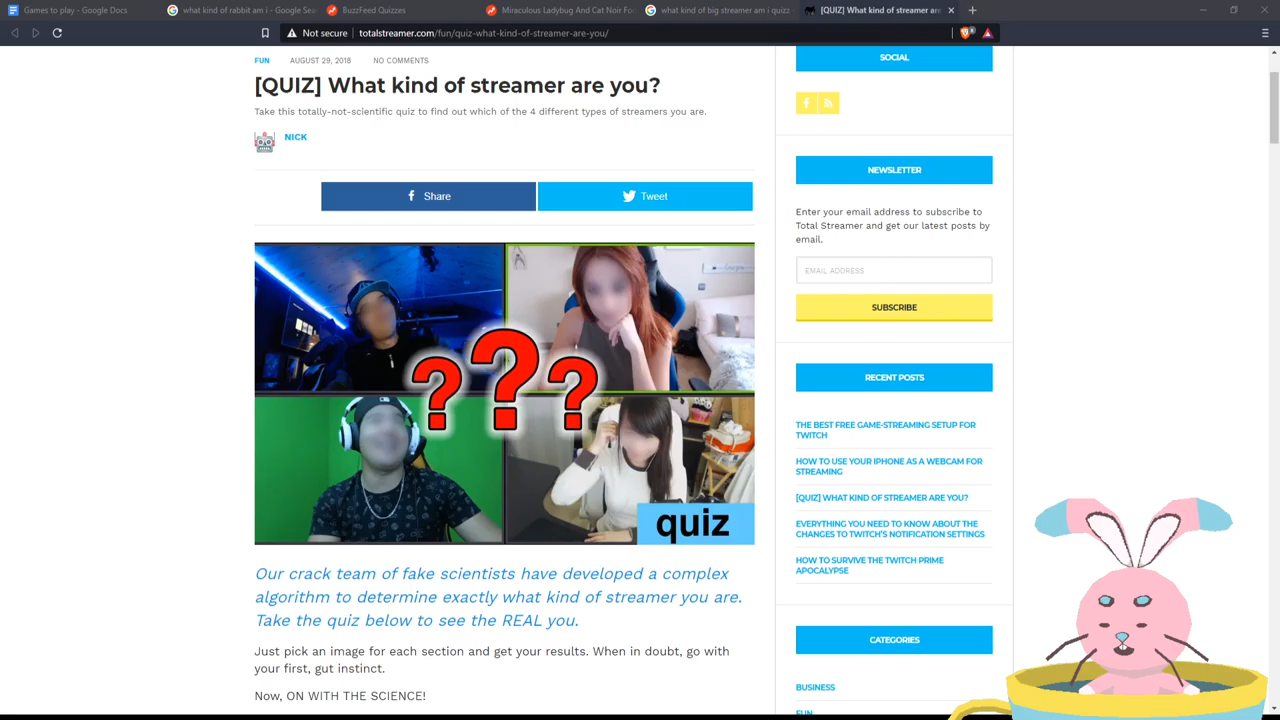 Games to play - Google Docs
what kind of rabbit am i - Google Sea
BuzzFeed Quizzes
Miraculous Ladybug And Cat Noir Fo
what kind of big streamer am i quiz
[QUIZ] What kind of streamer are
Not secure
totalstreamer.com/fun/quiz-what-kind-of-streamer-are-you/
FUN
AUGUST 29, 2018
NO COMMENTS
[QUIZ] What kind of streamer are you?
Take this totally-not-scientific quiz to find out which of the 4 different types of streamers you are.
NICK
Share
Tweet
???
quiz
Our crack team of fake scientists have developed a complex
algorithm to determine exactly what kind of streamer you are.
Take the quiz below to see the REAL you.
Just pick an image for each section and get your results. When in doubt, go with
your first, gut instinct.
Now, ON WITH THE SCIENCE!
SOCIAL
NEWSLETTER
Enter your email address to subscribe to
Total Streamer and get our latest posts by
email.
EMAIL ADDRESS
SUBSCRIBE
RECENT POSTS
THE BEST FREE GAME-STREAMING SETUP FOR
TWITCH
HOW TO USE YOUR IPHONE AS A WEBCAM FOR
STREAMING
[QUIZ] WHAT KIND OF STREAMER ARE YOU?
EVERYTHING YOU NEED TO KNOW ABOUT THE
CHANGES TO TWITCH'S NOTIFICATION SETTINGS
HOW TO SURVIVE THE TWITCH PRIME
APOCALYPSE
CATEGORIES
BUSINESS
FUN